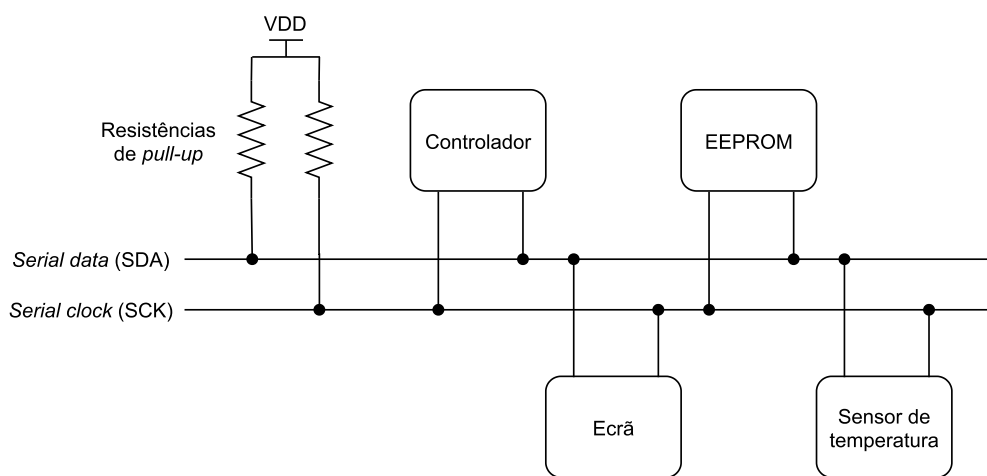 VDD
Resistências
de pull-up
Controlador
EEPROM
Serial data (SDA)
Serial clock (SCK)
Ecrã
Sensor de
temperatura